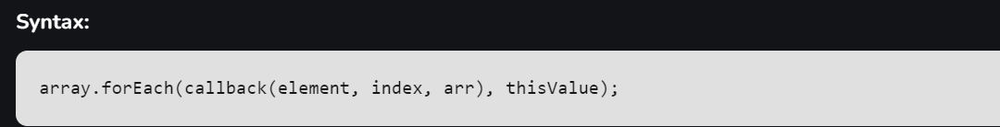 Syntax:
array.forEach(callback(element, index, arr), thisValue);